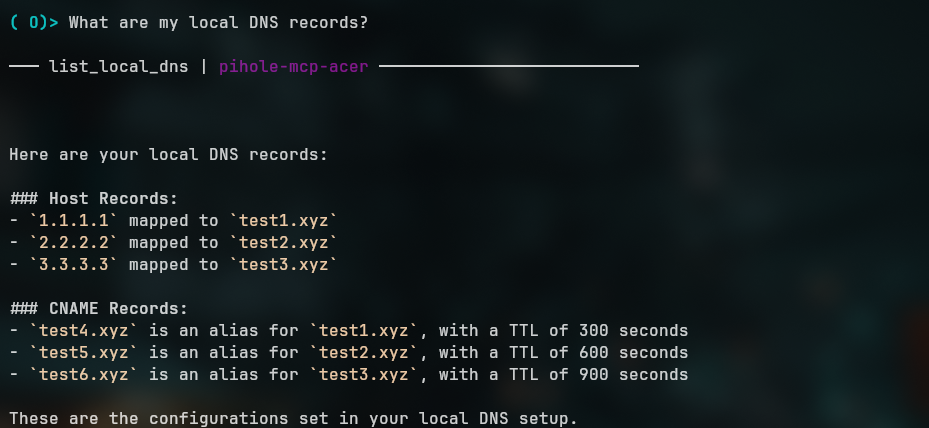 ( O)> What are my local DNS records?
─── list_local_dns | pihole-mcp-acer ──────────────────────────
Here are your local DNS records:
### Host Records:
- `1.1.1.1` mapped to `test1.xyz`
- `2.2.2.2` mapped to `test2.xyz`
- `3.3.3.3` mapped to `test3.xyz`
### CNAME Records:
- `test4.xyz` is an alias for `test1.xyz`, with a TTL of 300 seconds
- `test5.xyz` is an alias for `test2.xyz`, with a TTL of 600 seconds
- `test6.xyz` is an alias for `test3.xyz`, with a TTL of 900 seconds
These are the configurations set in your local DNS setup.